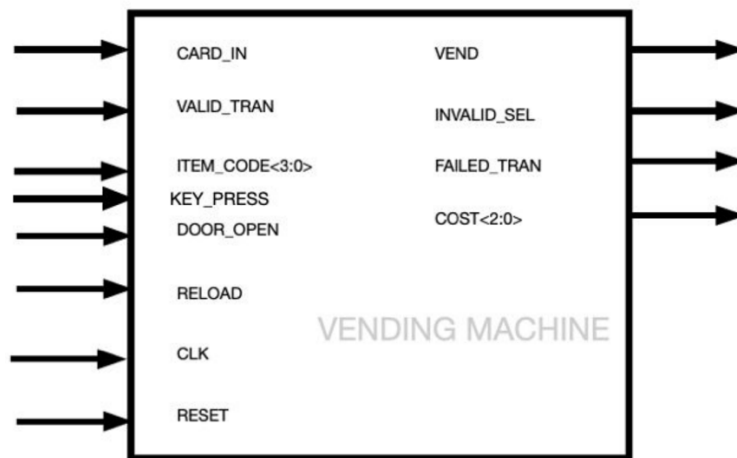 CARD_IN
VALID_TRAN
ITEM_CODE<3:0>
KEY_PRESS
DOOR_OPEN
RELOAD
CLK
RESET
VEND
INVALID_SEL
FAILED_TRAN
COST<2:0>
VENDING MACHINE